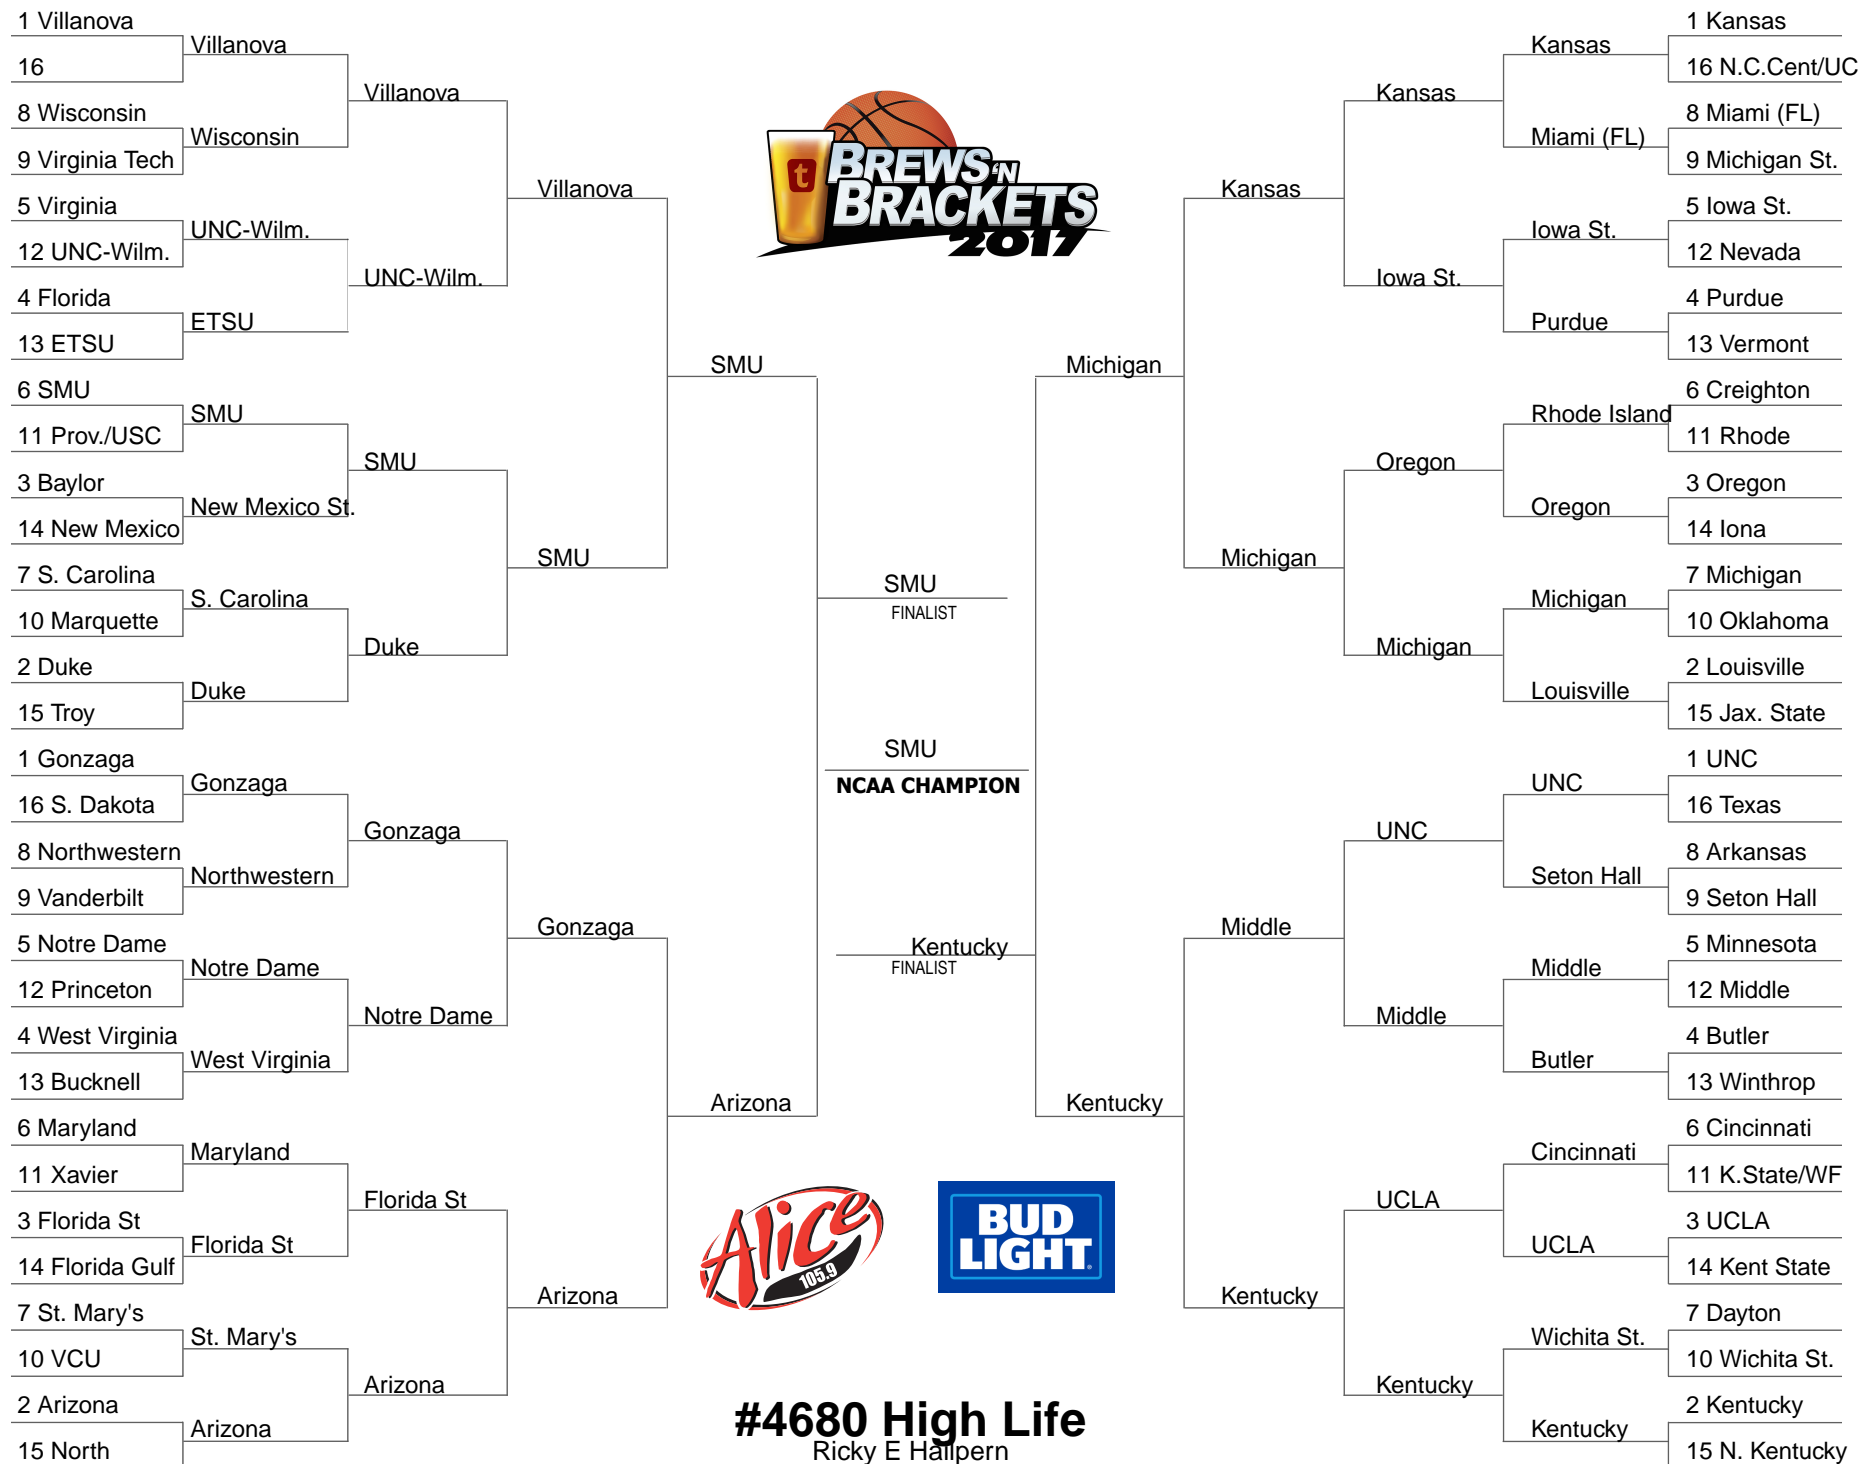 1 Villanova
16
8 Wisconsin
9 Virginia Tech
5 Virginia
12 UNC-Wilm.
4 Florida
13 ETSU
6 SMU
11 Prov./USC
3 Baylor
14 New Mexico
7 S. Carolina
10 Marquette
2 Duke
15 Troy
1 Gonzaga
16 S. Dakota
8 Northwestern
9 Vanderbilt
5 Notre Dame
12 Princeton
4 West Virginia
13 Bucknell
6 Maryland
11 Xavier
3 Florida St
14 Florida Gulf
7 St. Mary's
10 VCU
2 Arizona
15 North
Villanova
Wisconsin
UNC-Wilm.
ETSU
SMU
New Mexico St.
S. Carolina
Duke
Gonzaga
Northwestern
Notre Dame
West Virginia
Maryland
Florida St
St. Mary's
Arizona
Villanova
UNC-Wilm.
SMU
Duke
Gonzaga
Notre Dame
Florida St
Arizona
Villanova
SMU
Gonzaga
Arizona
SMU
Arizona
t
BREWS 'N
BRACKETS
2017
SMU
FINALIST
SMU
NCAA CHAMPION
Kentucky
FINALIST
Alice
105.9
BUD
LIGHT
#4680 High Life
Ricky E Hallpern
Michigan
Kentucky
Kansas
Michigan
Middle
Kentucky
Kansas
Iowa St.
Oregon
Michigan
UNC
Middle
UCLA
Kentucky
Kansas
Miami (FL)
Iowa St.
Purdue
Rhode Island
Oregon
Michigan
Louisville
UNC
Seton Hall
Middle
Butler
Cincinnati
UCLA
Wichita St.
Kentucky
1 Kansas
16 N.C.Cent/UC
8 Miami (FL)
9 Michigan St.
5 Iowa St.
12 Nevada
4 Purdue
13 Vermont
6 Creighton
11 Rhode
3 Oregon
14 Iona
7 Michigan
10 Oklahoma
2 Louisville
15 Jax. State
1 UNC
16 Texas
8 Arkansas
9 Seton Hall
5 Minnesota
12 Middle
4 Butler
13 Winthrop
6 Cincinnati
11 K.State/WF
3 UCLA
14 Kent State
7 Dayton
10 Wichita St.
2 Kentucky
15 N. Kentucky